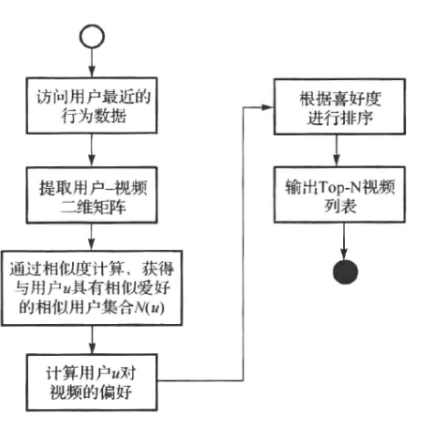 访问用户最近的
行为数据
提取用户–视频
二维矩阵
通过相似度计算，获得
与用户u具有相似爱好
的相似用户集合N(u)
计算用户u对
视频的偏好
根据喜好度
进行排序
输出Top-N视频
列表